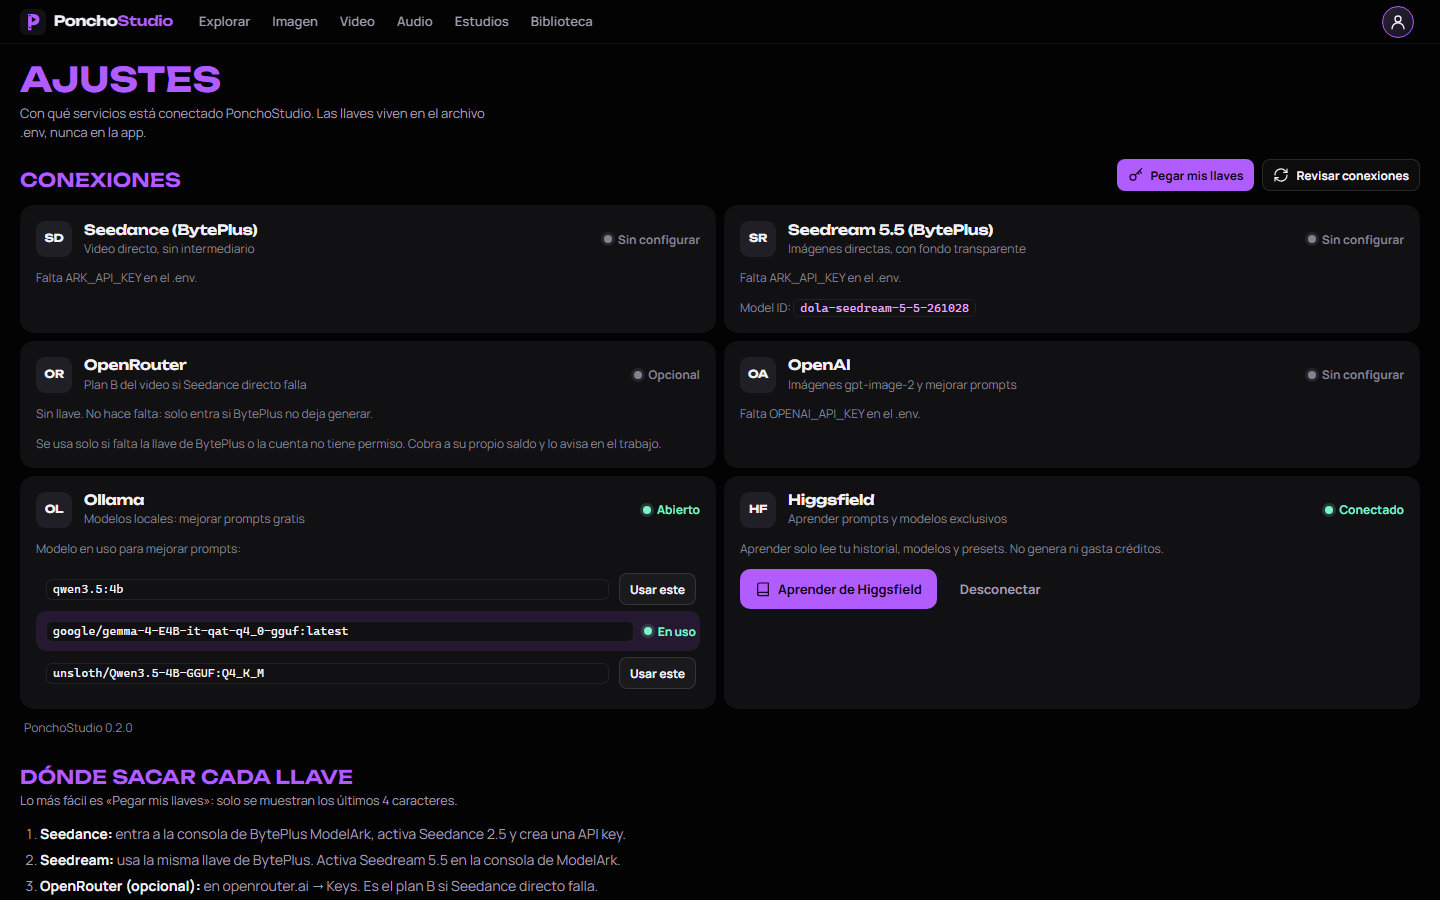 PonchoStudio Explorar Imagen Video Audio Estudios Biblioteca
AJUSTES
Con qué servicios está conectado PonchoStudio. Las llaves viven en el archivo
.env, nunca en la app.
CONEXIONES
Pegar mis llaves
Revisar conexiones
SD
Seedance (BytePlus)
Video directo, sin intermediario
Sin configurar
Falta ARK_API_KEY en el .env.
SR
Seedream 5.5 (BytePlus)
Imágenes directas, con fondo transparente
Sin configurar
Falta ARK_API_KEY en el .env.
Model ID: dola-seedream-5-5-261028
OR
OpenRouter
Plan B del video si Seedance directo falla
Opcional
Sin llave. No hace falta: solo entra si BytePlus no deja generar.
Se usa solo si falta la llave de BytePlus o la cuenta no tiene permiso. Cobra a su propio saldo y lo avisa en el trabajo.
OA
OpenAI
Imágenes gpt-image-2 y mejorar prompts
Sin configurar
Falta OPENAI_API_KEY en el .env.
OL
Ollama
Modelos locales: mejorar prompts gratis
Abierto
Modelo en uso para mejorar prompts:
qwen3.5:4b
Usar este
google/gemma-4-E4B-it-qat-q4_0-gguf:latest
En uso
unsloth/Qwen3.5-4B-GGUF:Q4_K_M
Usar este
HF
Higgsfield
Aprender prompts y modelos exclusivos
Conectado
Aprender solo lee tu historial, modelos y presets. No genera ni gasta créditos.
Aprender de Higgsfield
Desconectar
PonchoStudio 0.2.0
DÓNDE SACAR CADA LLAVE
Lo más fácil es «Pegar mis llaves»: solo se muestran los últimos 4 caracteres.
1. Seedance: entra a la consola de BytePlus ModelArk, activa Seedance 2.5 y crea una API key.
2. Seedream: usa la misma llave de BytePlus. Activa Seedream 5.5 en la consola de ModelArk.
3. OpenRouter (opcional): en openrouter.ai → Keys. Es el plan B si Seedance directo falla.